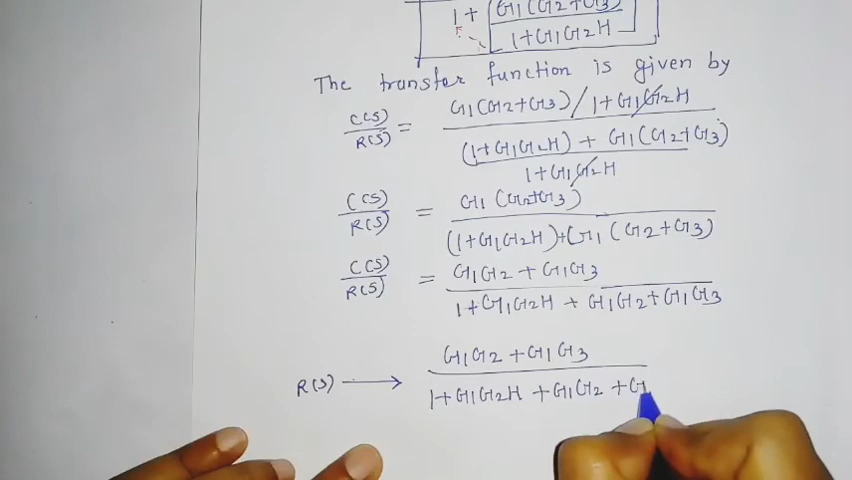 G1(G2+G3)
1+
1+G1G2H
The transfer function is given by
C(S)/R(S) = G1(G2+G3)/1+G1G2H
(1+G1G2H) + G1(G2+G3)
1+G1G2H
C(S)/R(S) = G1(G2+G3)
(1+G1G2H)+G1(G2+G3)
C(S)/R(S) = G1G2+G1G3
1+G1G2H + G1G2+G1G3
G1G2+G1G3
R(S) →
1+G1G2H +G1G2 +G1